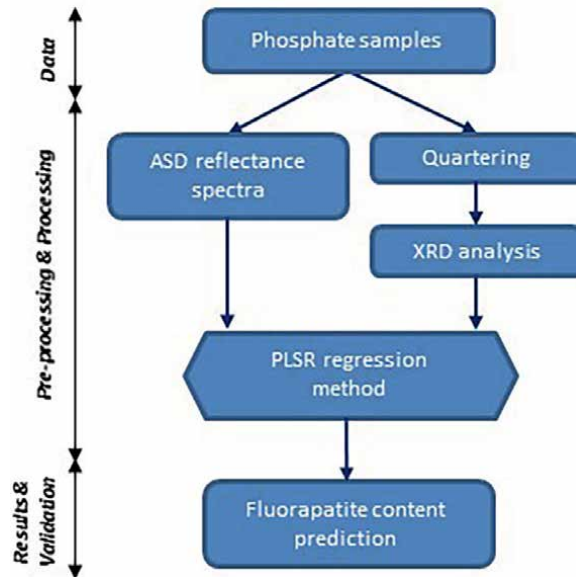 Data
Phosphate samples
Pre-processing & Processing
ASD reflectance
spectra
Quartering
XRD analysis
PLSR regression
method
Results &
Validation
Fluorapatite content
prediction